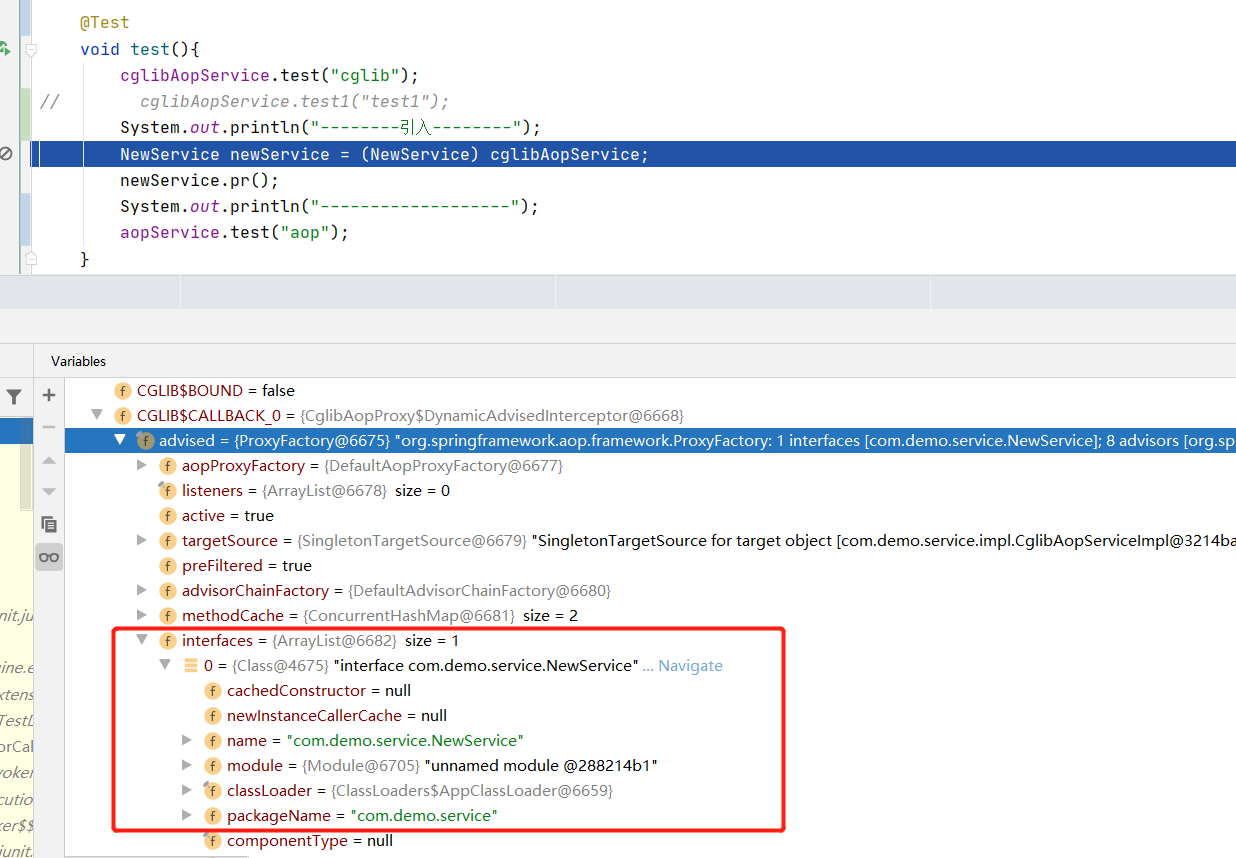 @Test
void test(){
cglibAopService.test("cglib");
// cglibAopService.test1("test1");
System.out.println("--------引入--------");
NewService newService = (NewService) cglibAopService;
newService.pr();
System.out.println("-------------------");
aopService.test("aop");
}
Variables
f CGLIB$BOUND = false
f CGLIB$CALLBACK_0 = {CglibAopProxy$DynamicAdvisedInterceptor@6668}
f advised = {ProxyFactory@6675} "org.springframework.aop.framework.ProxyFactory: 1 interfaces [com.demo.service.NewService]; 8 advisors [org.sp
f aopProxyFactory = {DefaultAopProxyFactory@6677}
f listeners = {ArrayList@6678} size = 0
f active = true
f targetSource = {SingletonTargetSource@6679} "SingletonTargetSource for target object [com.demo.service.impl.CglibAopServiceImpl@3214ba
f preFiltered = true
f advisorChainFactory = {DefaultAdvisorChainFactory@6680}
nit.ju f methodCache = {ConcurrentHashMap@6681} size = 2
f interfaces = {ArrayList@6682} size = 1
gine.e 0 = {Class@4675} "interface com.demo.service.NewService" ... Navigate
xtens f cachedConstructor = null
TestD f newInstanceCallerCache = null
orCal f name = "com.demo.service.NewService"
voker f module = {Module@6705} "unnamed module @288214b1"
cutio f classLoader = {ClassLoaders$AppClassLoader@6659}
ker$$ f packageName = "com.demo.service"
junit. f componentType = null